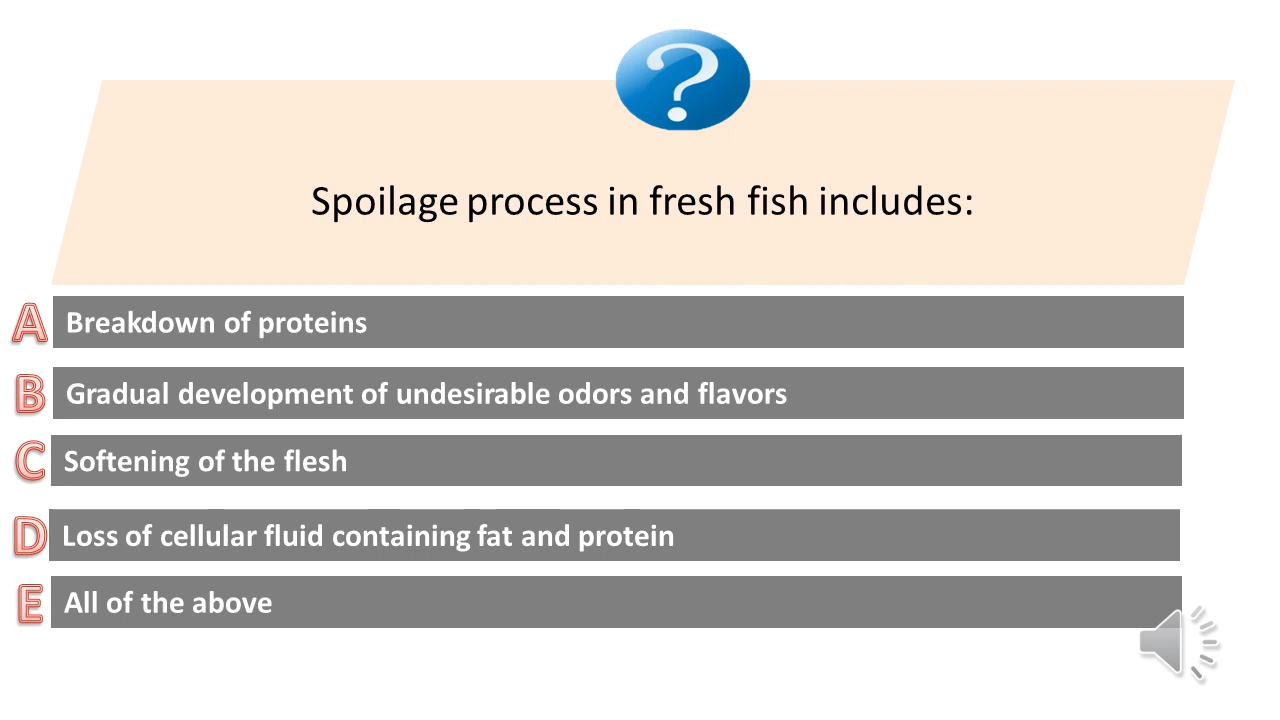 ?
Spoilage process in fresh fish includes:
A Breakdown of proteins
B Gradual development of undesirable odors and flavors
C Softening of the flesh
D Loss of cellular fluid containing fat and protein
E All of the above